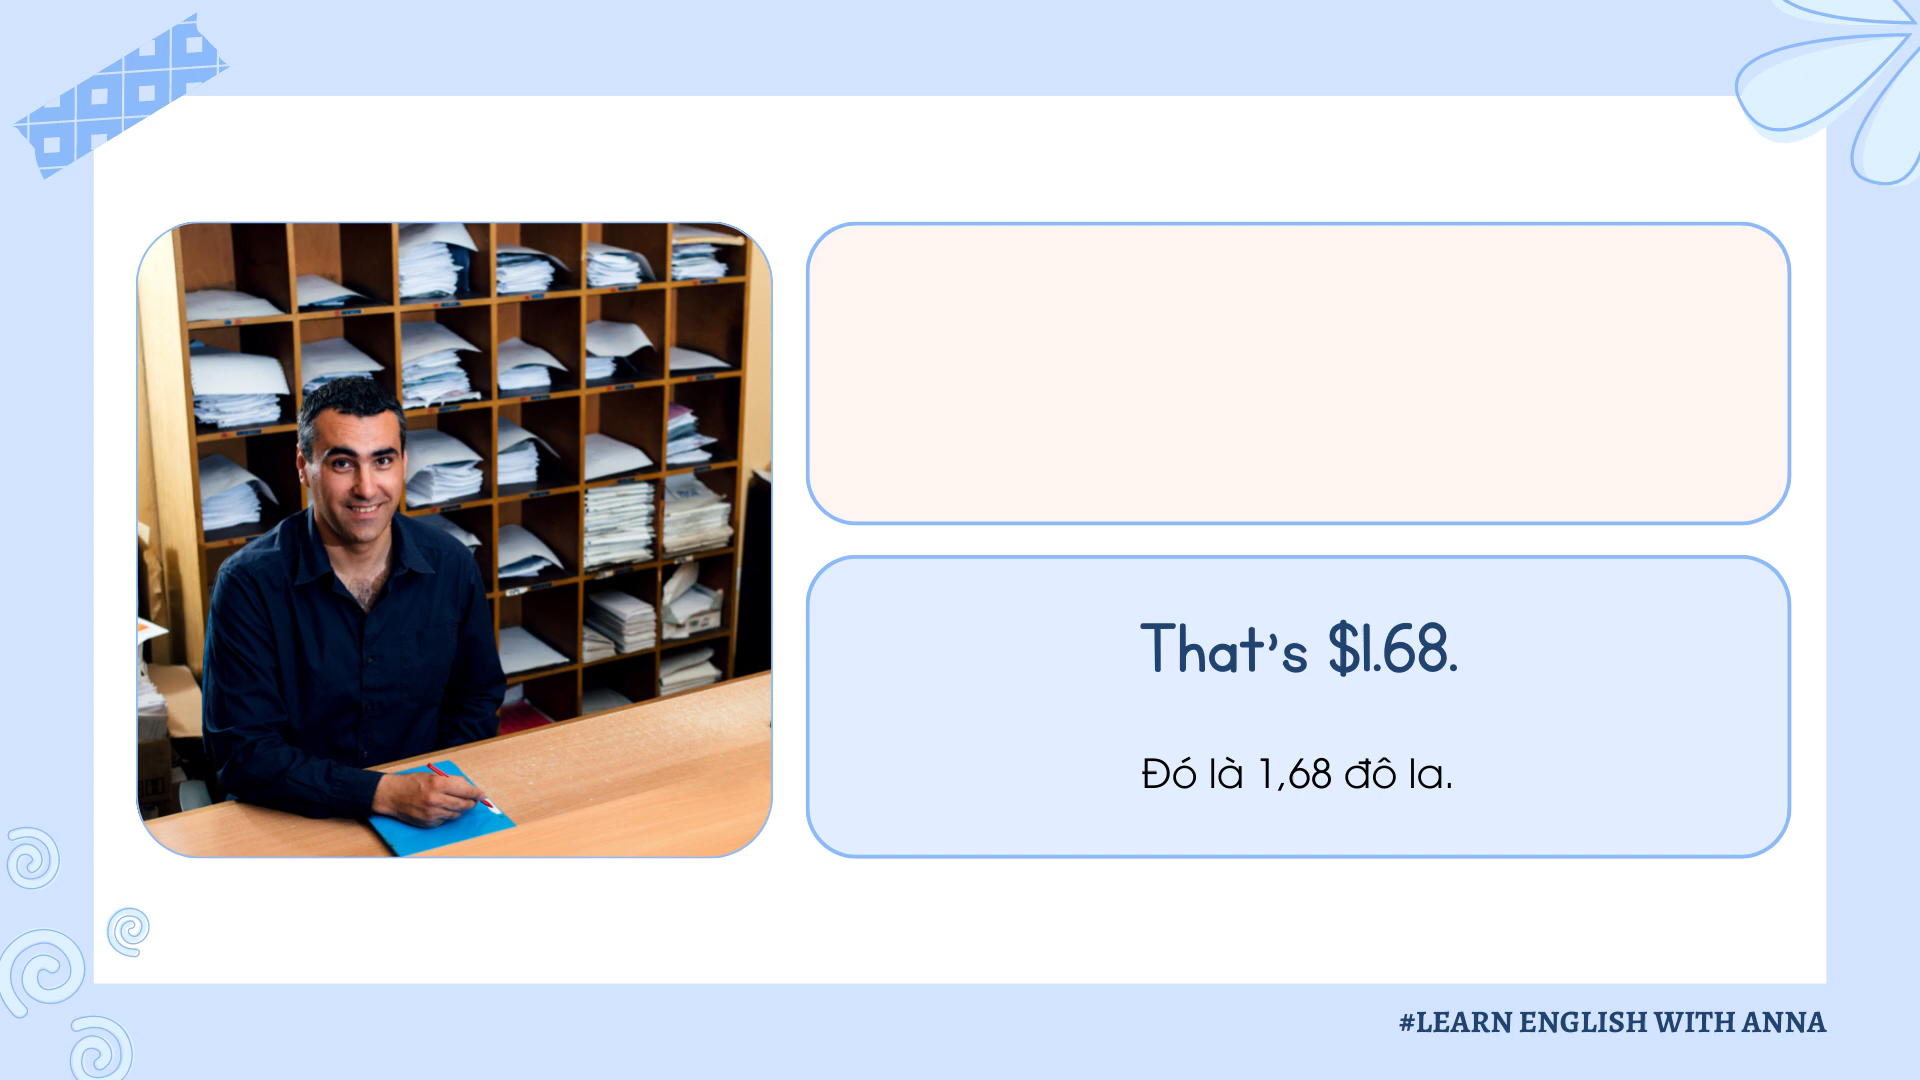 That's $1.68.
Đó là 1,68 đô la.
#LEARN ENGLISH WITH ANNA